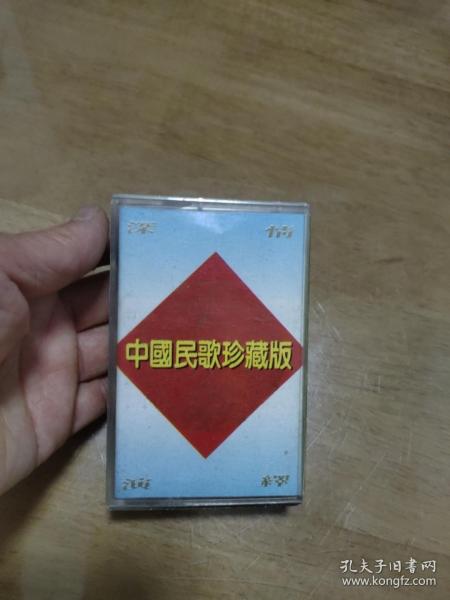 深 情
中國民歌珍藏版
演 繹
孔夫子旧书网
www.kongfz.com